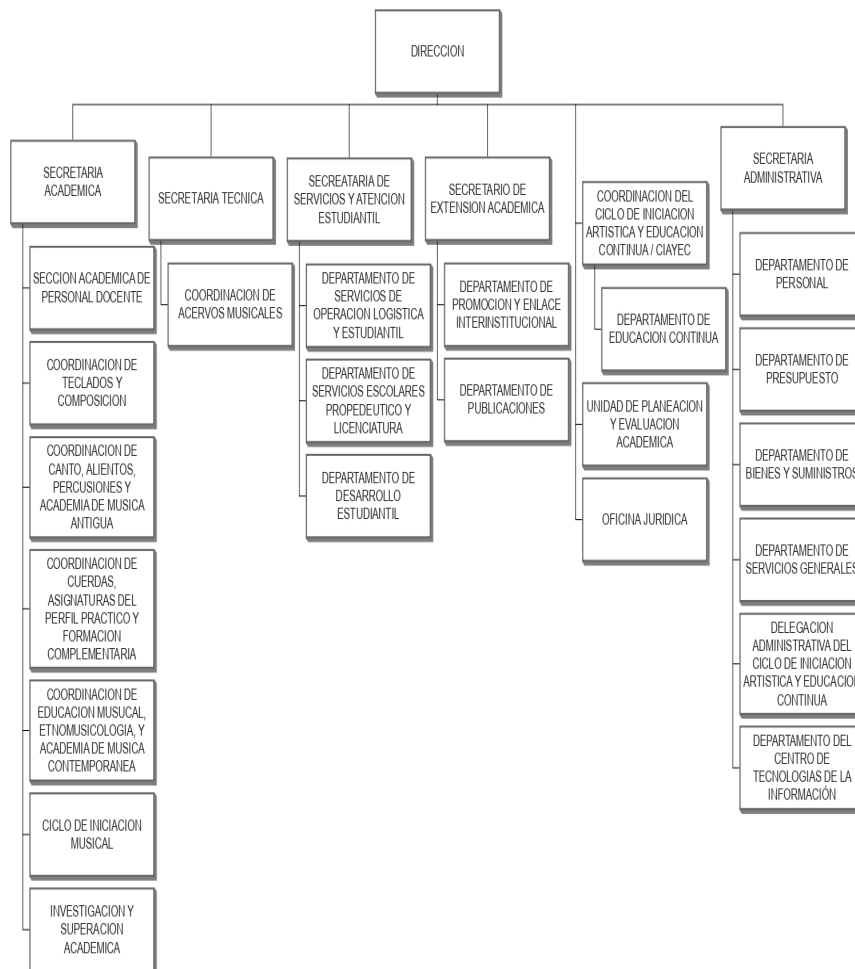 DIRECCION
SECRETARIA
ACADEMICA
SECCION ACADEMICA DE
PERSONAL DOCENTE
COORDINACION DE
TECLADOS Y
COMPOSICION
COORDINACION DE
CANTO, ALIENTOS,
PERCUSIONES Y
ACADEMIA DE MUSICA
ANTIGUA
COORDINACION DE
CUERDAS,
ASIGNATURAS DEL
PERFIL PRACTICO Y
FORMACION
COMPLEMENTARIA
COORDINACION DE
EDUCACION MUSUCAL,
ETNOMUSICOLOGIA, Y
ACADEMIA DE MUSICA
CONTEMPORANEA
CICLO DE INICIACION
MUSICAL
INVESTIGACION Y
SUPERACION
ACADEMICA
SECRETARIA TECNICA
COORDINACION DE
ACERVOS MUSICALES
SECREATARIA DE
SERVICIOS Y ATENCION
ESTUDIANTIL
DEPARTAMENTO DE
SERVICIOS DE
OPERACION LOGISTICA
Y ESTUDIANTIL
DEPARTAMENTO DE
SERVICIOS ESCOLARES
PROPEDEUTICO Y
LICENCIATURA
DEPARTAMENTO DE
DESARROLLO
ESTUDIANTIL
SECRETARIO DE
EXTENSION ACADEMICA
DEPARTAMENTO DE
PROMOCION Y ENLACE
INTERINSTITUCIONAL
DEPARTAMENTO DE
PUBLICACIONES
COORDINACION DEL
CICLO DE INICIACION
ARTISTICA Y EDUCACION
CONTINUA / CIAYEC
DEPARTAMENTO DE
EDUCACION CONTINUA
UNIDAD DE PLANEACION
Y EVALUACION
ACADEMICA
OFICINA JURIDICA
SECRETARIA
ADMINISTRATIVA
DEPARTAMENTO DE
PERSONAL
DEPARTAMENTO DE
PRESUPUESTO
DEPARTAMENTO DE
BIENES Y SUMINISTROS
DEPARTAMENTO DE
SERVICIOS GENERALES
DELEGACION
ADMINISTRATIVA DEL
CICLO DE INICIACION
ARTISTICA Y EDUCACION
CONTINUA
DEPARTAMENTO DEL
CENTRO DE
TECNOLOGIAS DE LA
INFORMACIÓN